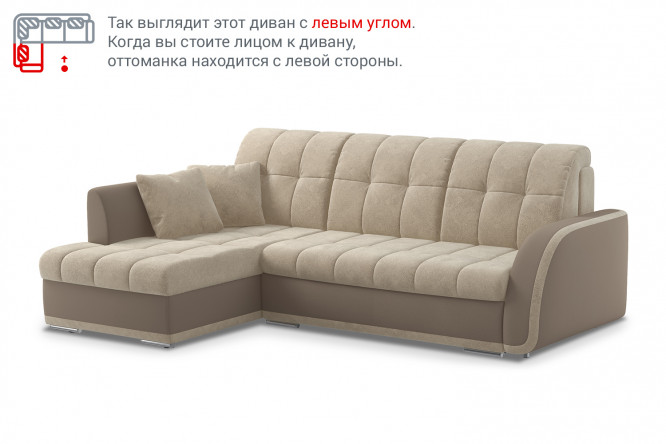 Так выглядит этот диван с левым углом.
Когда вы стоите лицом к дивану,
оттоманка находится с левой стороны.